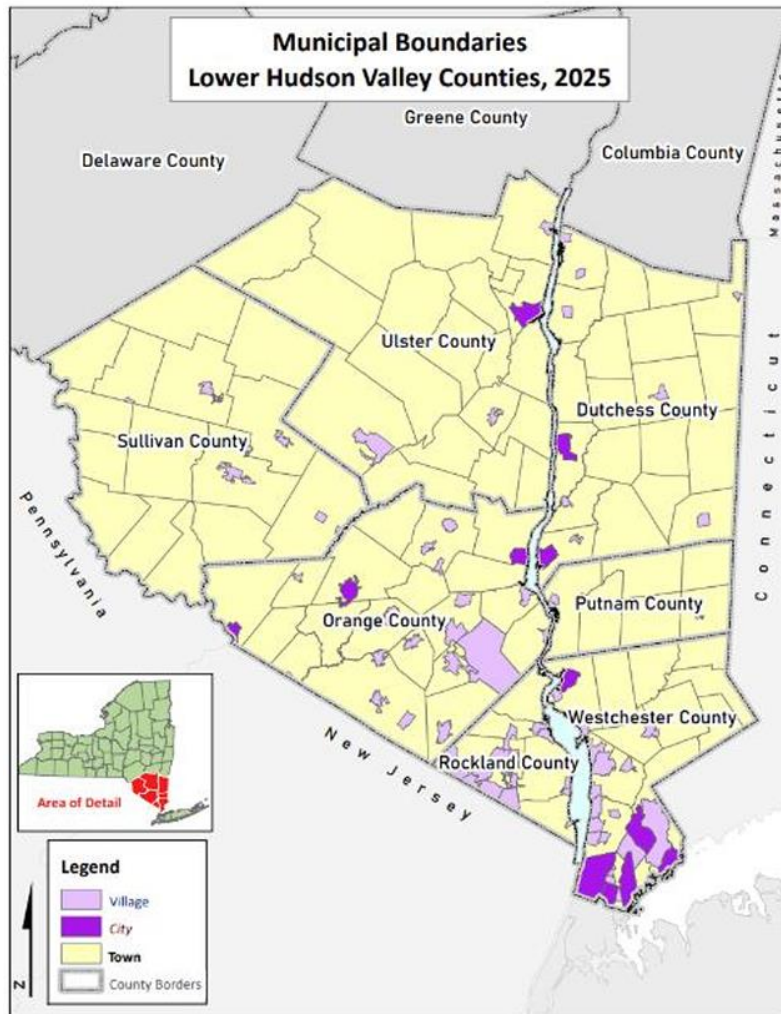 Municipal Boundaries
Lower Hudson Valley Counties, 2025
Greene County
Columbia County
Delaware County
Massachusetts
Ulster County
Dutchess County
Sullivan County
Connecticut
Pennsylvania
Putnam County
Orange County
Westchester County
Rockland County
New Jersey
Area of Detail
Legend
Village
City
Town
County Borders
N